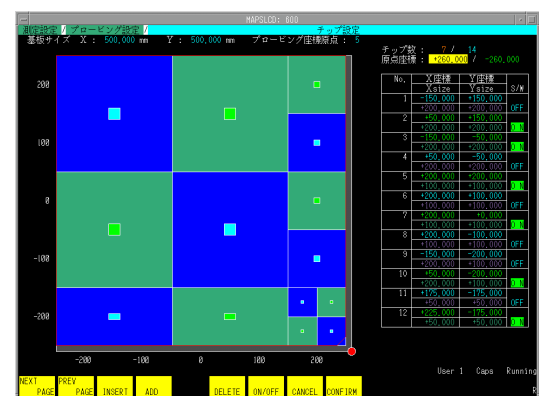 MAPSLCD: 600
測定設定 / プロービング設定 / チップ設定
基板サイズ X : 500.000 mm Y : 500.000 mm プロービング座標原点 : 5
チップ数 : 7 / 14
原点座標 : +260.000 / -260.000
No. X座標 Y座標
Xsize Ysize S/W
1 -150.000 +150.000
+200.000 +200.000 OFF
2 +50.000 +150.000
+200.000 +200.000 O N
3 -150.000 -50.000
+200.000 +200.000 O N
4 +50.000 -50.000
+200.000 +200.000 OFF
5 +200.000 +200.000
+100.000 +100.000 O N
6 +200.000 +100.000
+100.000 +100.000 OFF
7 +200.000 +0.000
+100.000 +100.000 O N
8 +200.000 -100.000
+100.000 +100.000 OFF
9 -150.000 -200.000
+200.000 +100.000 OFF
10 +50.000 -200.000
+200.000 +100.000 O N
11 +175.000 -175.000
+50.000 +50.000 OFF
12 +225.000 -175.000
+50.000 +50.000 O N
200
100
0
-100
-200
-200 -100 0 100 200
User 1 Caps Running
NEXT PAGE PREV PAGE INSERT ADD DELETE ON/OFF CANCEL CONFIRM R